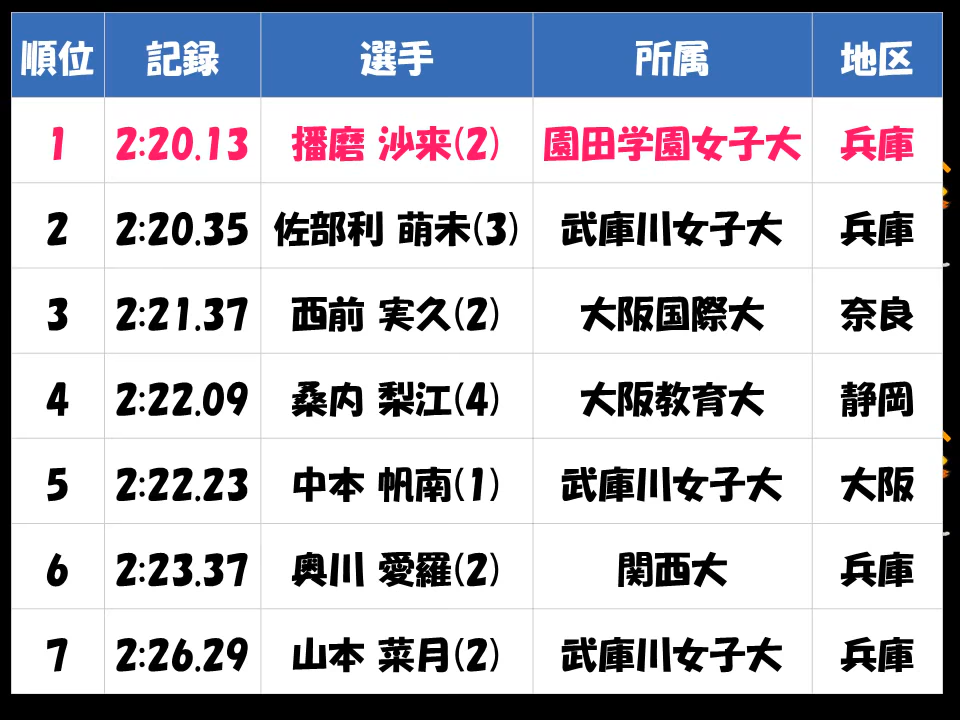 順位 記録 選手 所属 地区
1 2:20.13 播磨 沙来(2) 園田学園女子大 兵庫
2 2:20.35 佐部利 萌未(3) 武庫川女子大 兵庫
3 2:21.37 西前 実久(2) 大阪国際大 奈良
4 2:22.09 桑内 梨江(4) 大阪教育大 静岡
5 2:22.23 中本 帆南(1) 武庫川女子大 大阪
6 2:23.37 奥川 愛羅(2) 関西大 兵庫
7 2:26.29 山本 菜月(2) 武庫川女子大 兵庫